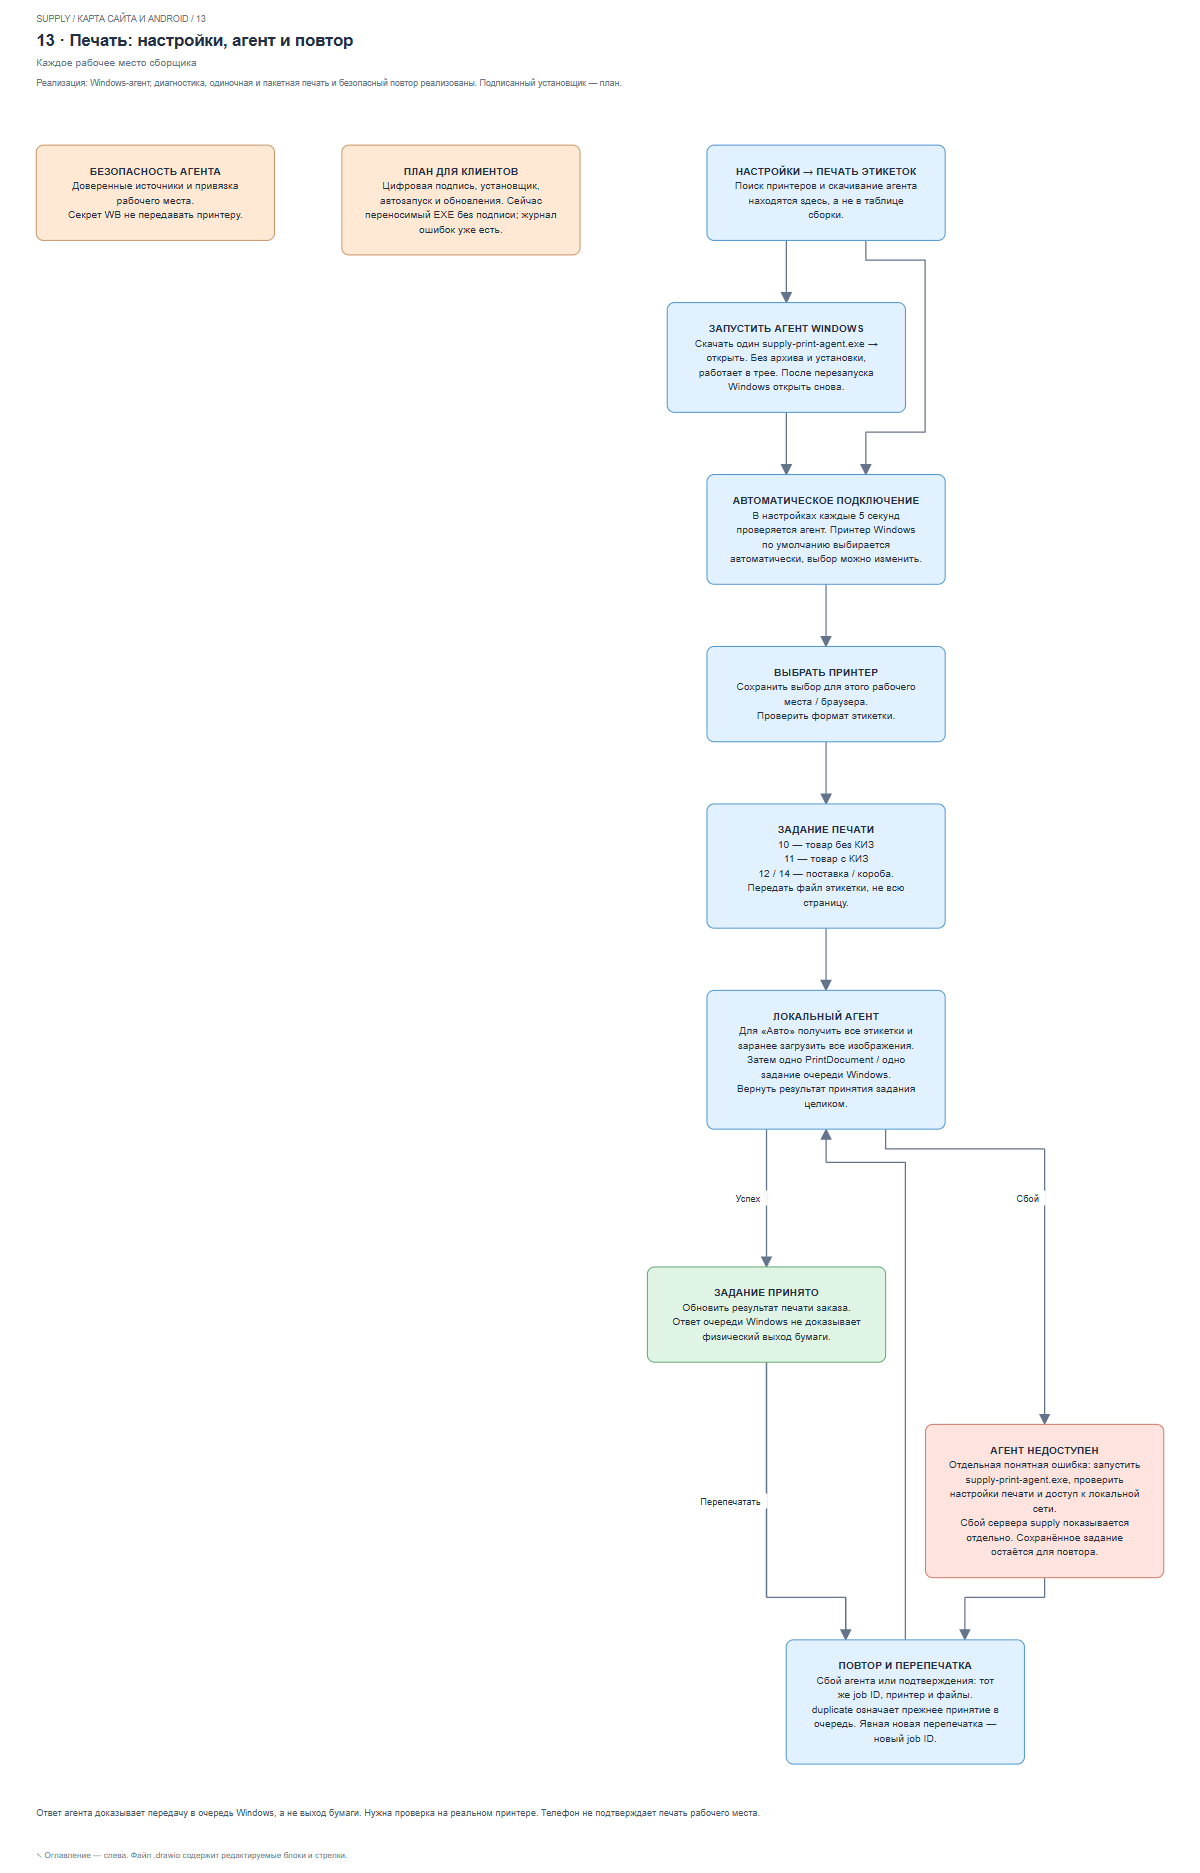 SUPPLY / КАРТА САЙТА И ANDROID / 13
13 · Печать: настройки, агент и повтор
Каждое рабочее место сборщика
Реализация: Windows-агент, диагностика, одиночная и пакетная печать и безопасный повтор реализованы. Подписанный установщик — план.
БЕЗОПАСНОСТЬ АГЕНТА
Доверенные источники и привязка
рабочего места.
Секрет WB не передавать принтеру.
ПЛАН ДЛЯ КЛИЕНТОВ
Цифровая подпись, установщик,
автозапуск и обновления. Сейчас
переносимый EXE без подписи; журнал
ошибок уже есть.
НАСТРОЙКИ → ПЕЧАТЬ ЭТИКЕТОК
Поиск принтеров и скачивание агента
находятся здесь, а не в таблице
сборки.
ЗАПУСТИТЬ АГЕНТ WINDOWS
Скачать один supply-print-agent.exe →
открыть. Без архива и установки,
работает в трее. После перезапуска
Windows открыть снова.
АВТОМАТИЧЕСКОЕ ПОДКЛЮЧЕНИЕ
В настройках каждые 5 секунд
проверяется агент. Принтер Windows
по умолчанию выбирается
автоматически, выбор можно изменить.
ВЫБРАТЬ ПРИНТЕР
Сохранить выбор для этого рабочего
места / браузера.
Проверить формат этикетки.
ЗАДАНИЕ ПЕЧАТИ
10 — товар без КИЗ
11 — товар с КИЗ
12 / 14 — поставка / короба.
Передать файл этикетки, не всю
страницу.
ЛОКАЛЬНЫЙ АГЕНТ
Для «Авто» получить все этикетки и
заранее загрузить все изображения.
Затем одно PrintDocument / одно
задание очереди Windows.
Вернуть результат принятия задания
целиком.
Успех
Сбой
ЗАДАНИЕ ПРИНЯТО
Обновить результат печати заказа.
Ответ очереди Windows не доказывает
физический выход бумаги.
АГЕНТ НЕДОСТУПЕН
Отдельная понятная ошибка: запустить
supply-print-agent.exe, проверить
настройки печати и доступ к локальной
сети.
Сбой сервера supply показывается
отдельно. Сохранённое задание
остаётся для повтора.
Перепечатать
ПОВТОР И ПЕРЕПЕЧАТКА
Сбой агента или подтверждения: тот
же job ID, принтер и файлы.
duplicate означает прежнее принятие в
очередь. Явная новая перепечатка —
новый job ID.
Ответ агента доказывает передачу в очередь Windows, а не выход бумаги. Нужна проверка на реальном принтере. Телефон не подтверждает печать рабочего места.
↖ Оглавление — слева. Файл .drawio содержит редактируемые блоки и стрелки.